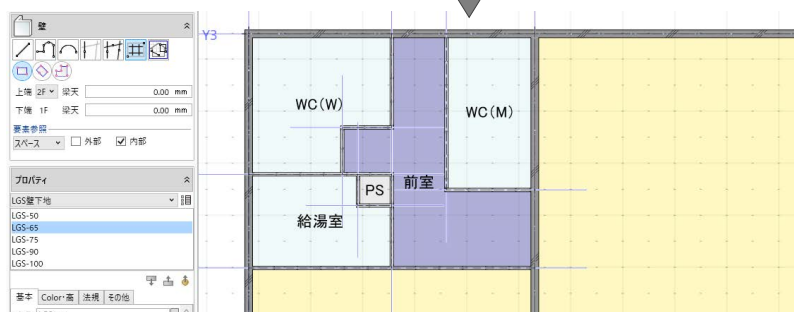 壁
Y3
上端 2F 梁天 0.00 mm
下端 1F 梁天 0.00 mm
要素参照
スペース 外部 内部
プロパティ
LGS壁下地
LGS-50
LGS-65
LGS-75
LGS-90
LGS-100
基本 Color・高 法規 その他
WC(W)
WC(M)
PS
前室
給湯室